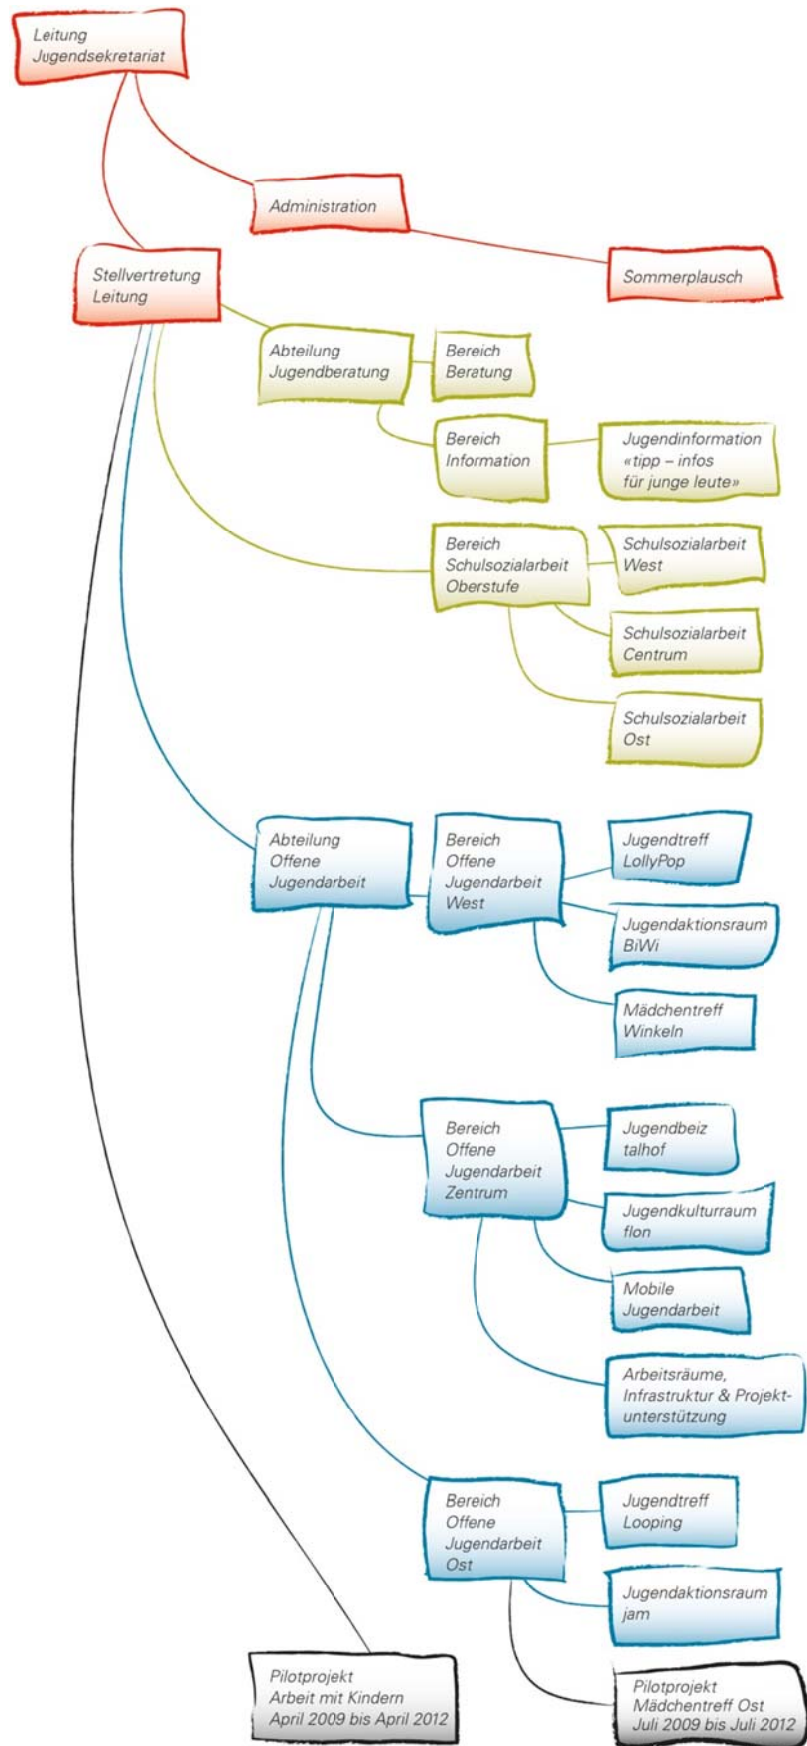 Leitung
Jugendsekretariat
Administration
Stellvertretung
Leitung
Sommerplausch
Abteilung
Jugendberatung
Bereich
Beratung
Bereich
Information
Jugendinformation
«tipp – infos
für junge leute»
Bereich
Schulsozialarbeit
Oberstufe
Schulsozialarbeit
West
Schulsozialarbeit
Centrum
Schulsozialarbeit
Ost
Abteilung
Offene
Jugendarbeit
Bereich
Offene
Jugendarbeit
West
Jugendtreff
LollyPop
Jugendaktionsraum
BiWi
Mädchentreff
Winkeln
Bereich
Offene
Jugendarbeit
Zentrum
Jugendbeiz
talhof
Jugendkulturraum
flon
Mobile
Jugendarbeit
Arbeitsräume,
Infrastruktur & Projekt-
unterstützung
Bereich
Offene
Jugendarbeit
Ost
Jugendtreff
Looping
Jugendaktionsraum
jam
Pilotprojekt
Arbeit mit Kindern
April 2009 bis April 2012
Pilotprojekt
Mädchentreff Ost
Juli 2009 bis Juli 2012